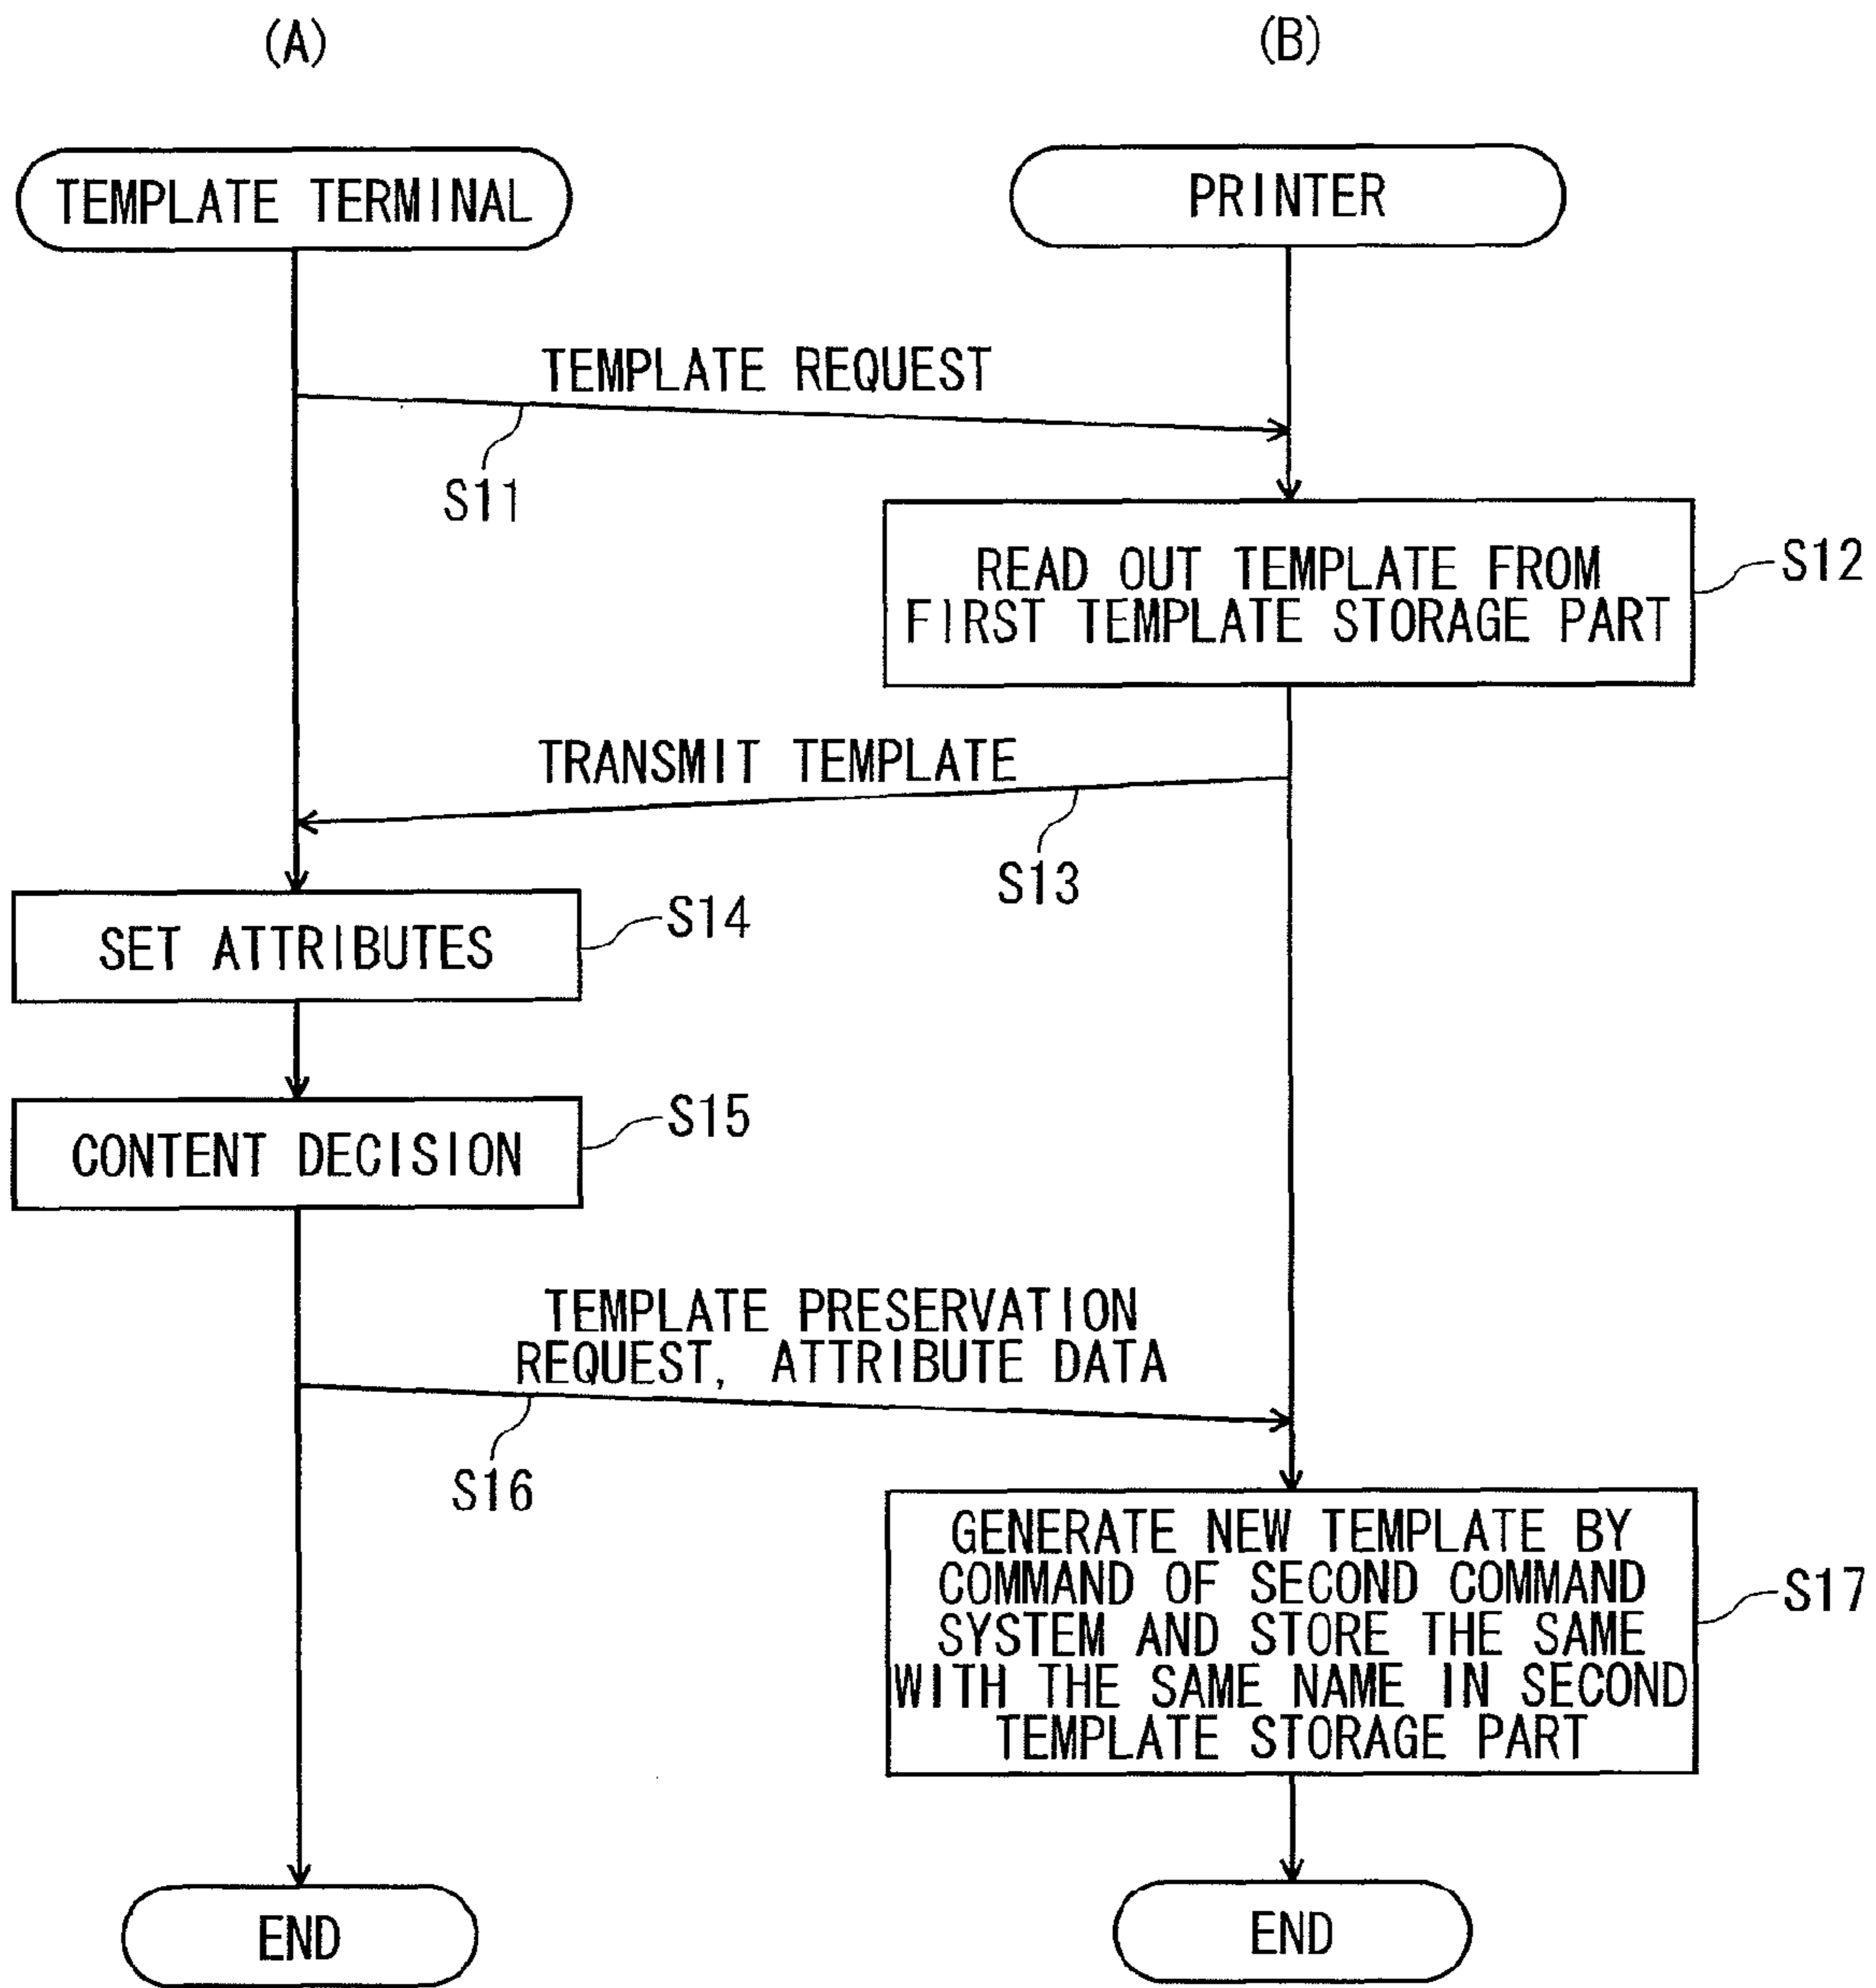 (A)
(B)
TEMPLATE TERMINAL
PRINTER
TEMPLATE REQUEST
S11
READ OUT TEMPLATE FROM
FIRST TEMPLATE STORAGE PART
S12
TRANSMIT TEMPLATE
S13
SET ATTRIBUTES
S14
CONTENT DECISION
S15
TEMPLATE PRESERVATION
REQUEST, ATTRIBUTE DATA
S16
GENERATE NEW TEMPLATE BY
COMMAND OF SECOND COMMAND
SYSTEM AND STORE THE SAME
WITH THE SAME NAME IN SECOND
TEMPLATE STORAGE PART
S17
END
END